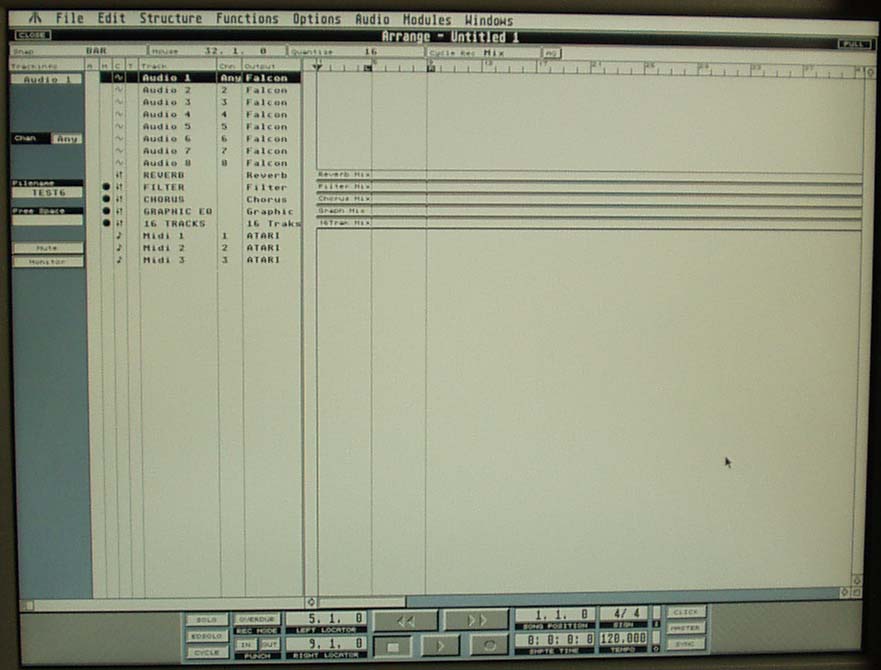 File Edit Structure Functions Options Audio Modules Windows
CLOSE Arrange - Untitled 1 FULL
Snap BAR Mouse 32. 1. 0 Quantise 16 Cycle Rec Mix AQ
TrackInfo A M C T Track Chn Output 1 5 9 13 17 21 25 29 33 37 41
Audio 1 Audio 1 Any Falcon
Audio 2 2 Falcon
Audio 3 3 Falcon
Audio 4 4 Falcon
Audio 5 5 Falcon
Chan Any Audio 6 6 Falcon
Audio 7 7 Falcon
Audio 8 8 Falcon
REVERB Reverb Reverb Mix
Filename FILTER Filter Filter Mix
TEST6 CHORUS Chorus Chorus Mix
Free Space GRAPHIC EQ Graphic Graph Mix
16 TRACKS 16 Traks 16Tran Mix
Midi 1 1 ATARI
Mute Midi 2 2 ATARI
Monitor Midi 3 3 ATARI
SOLO OVERDUB 5. 1. 0 1. 1. 0 4/ 4 CLICK
REC MODE LEFT LOCATOR SONG POSITION SIGN MASTER
EDSOLO IN OUT 9. 1. 0 0: 0: 0: 0 120.000
CYCLE PUNCH RIGHT LOCATOR SMPTE TIME TEMPO SYNC